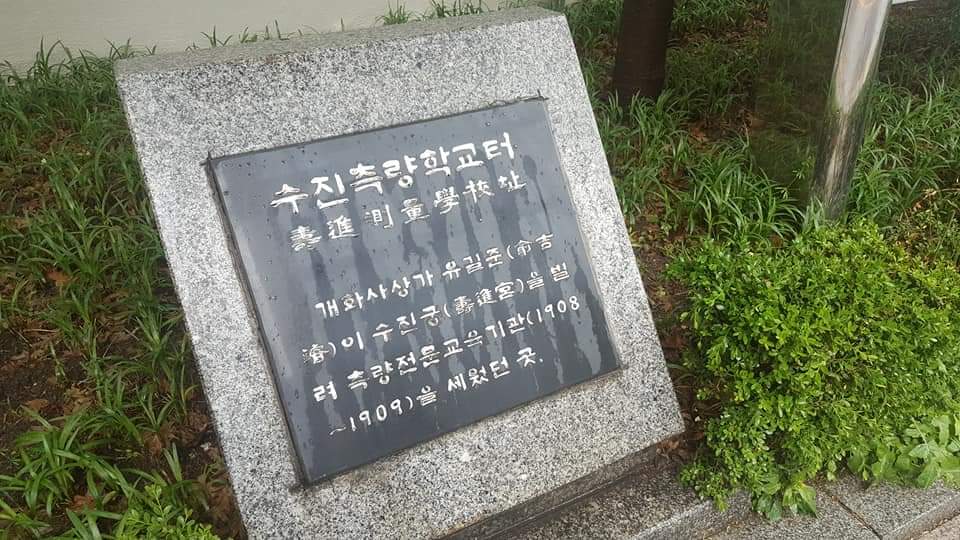 수진측량학교터
壽進測量學校址
개화사상가 유길준(兪吉
濬)이 수진궁(壽進宮)을 빌
려 측량전문교육기관(1908
~1909)을 세웠던 곳.